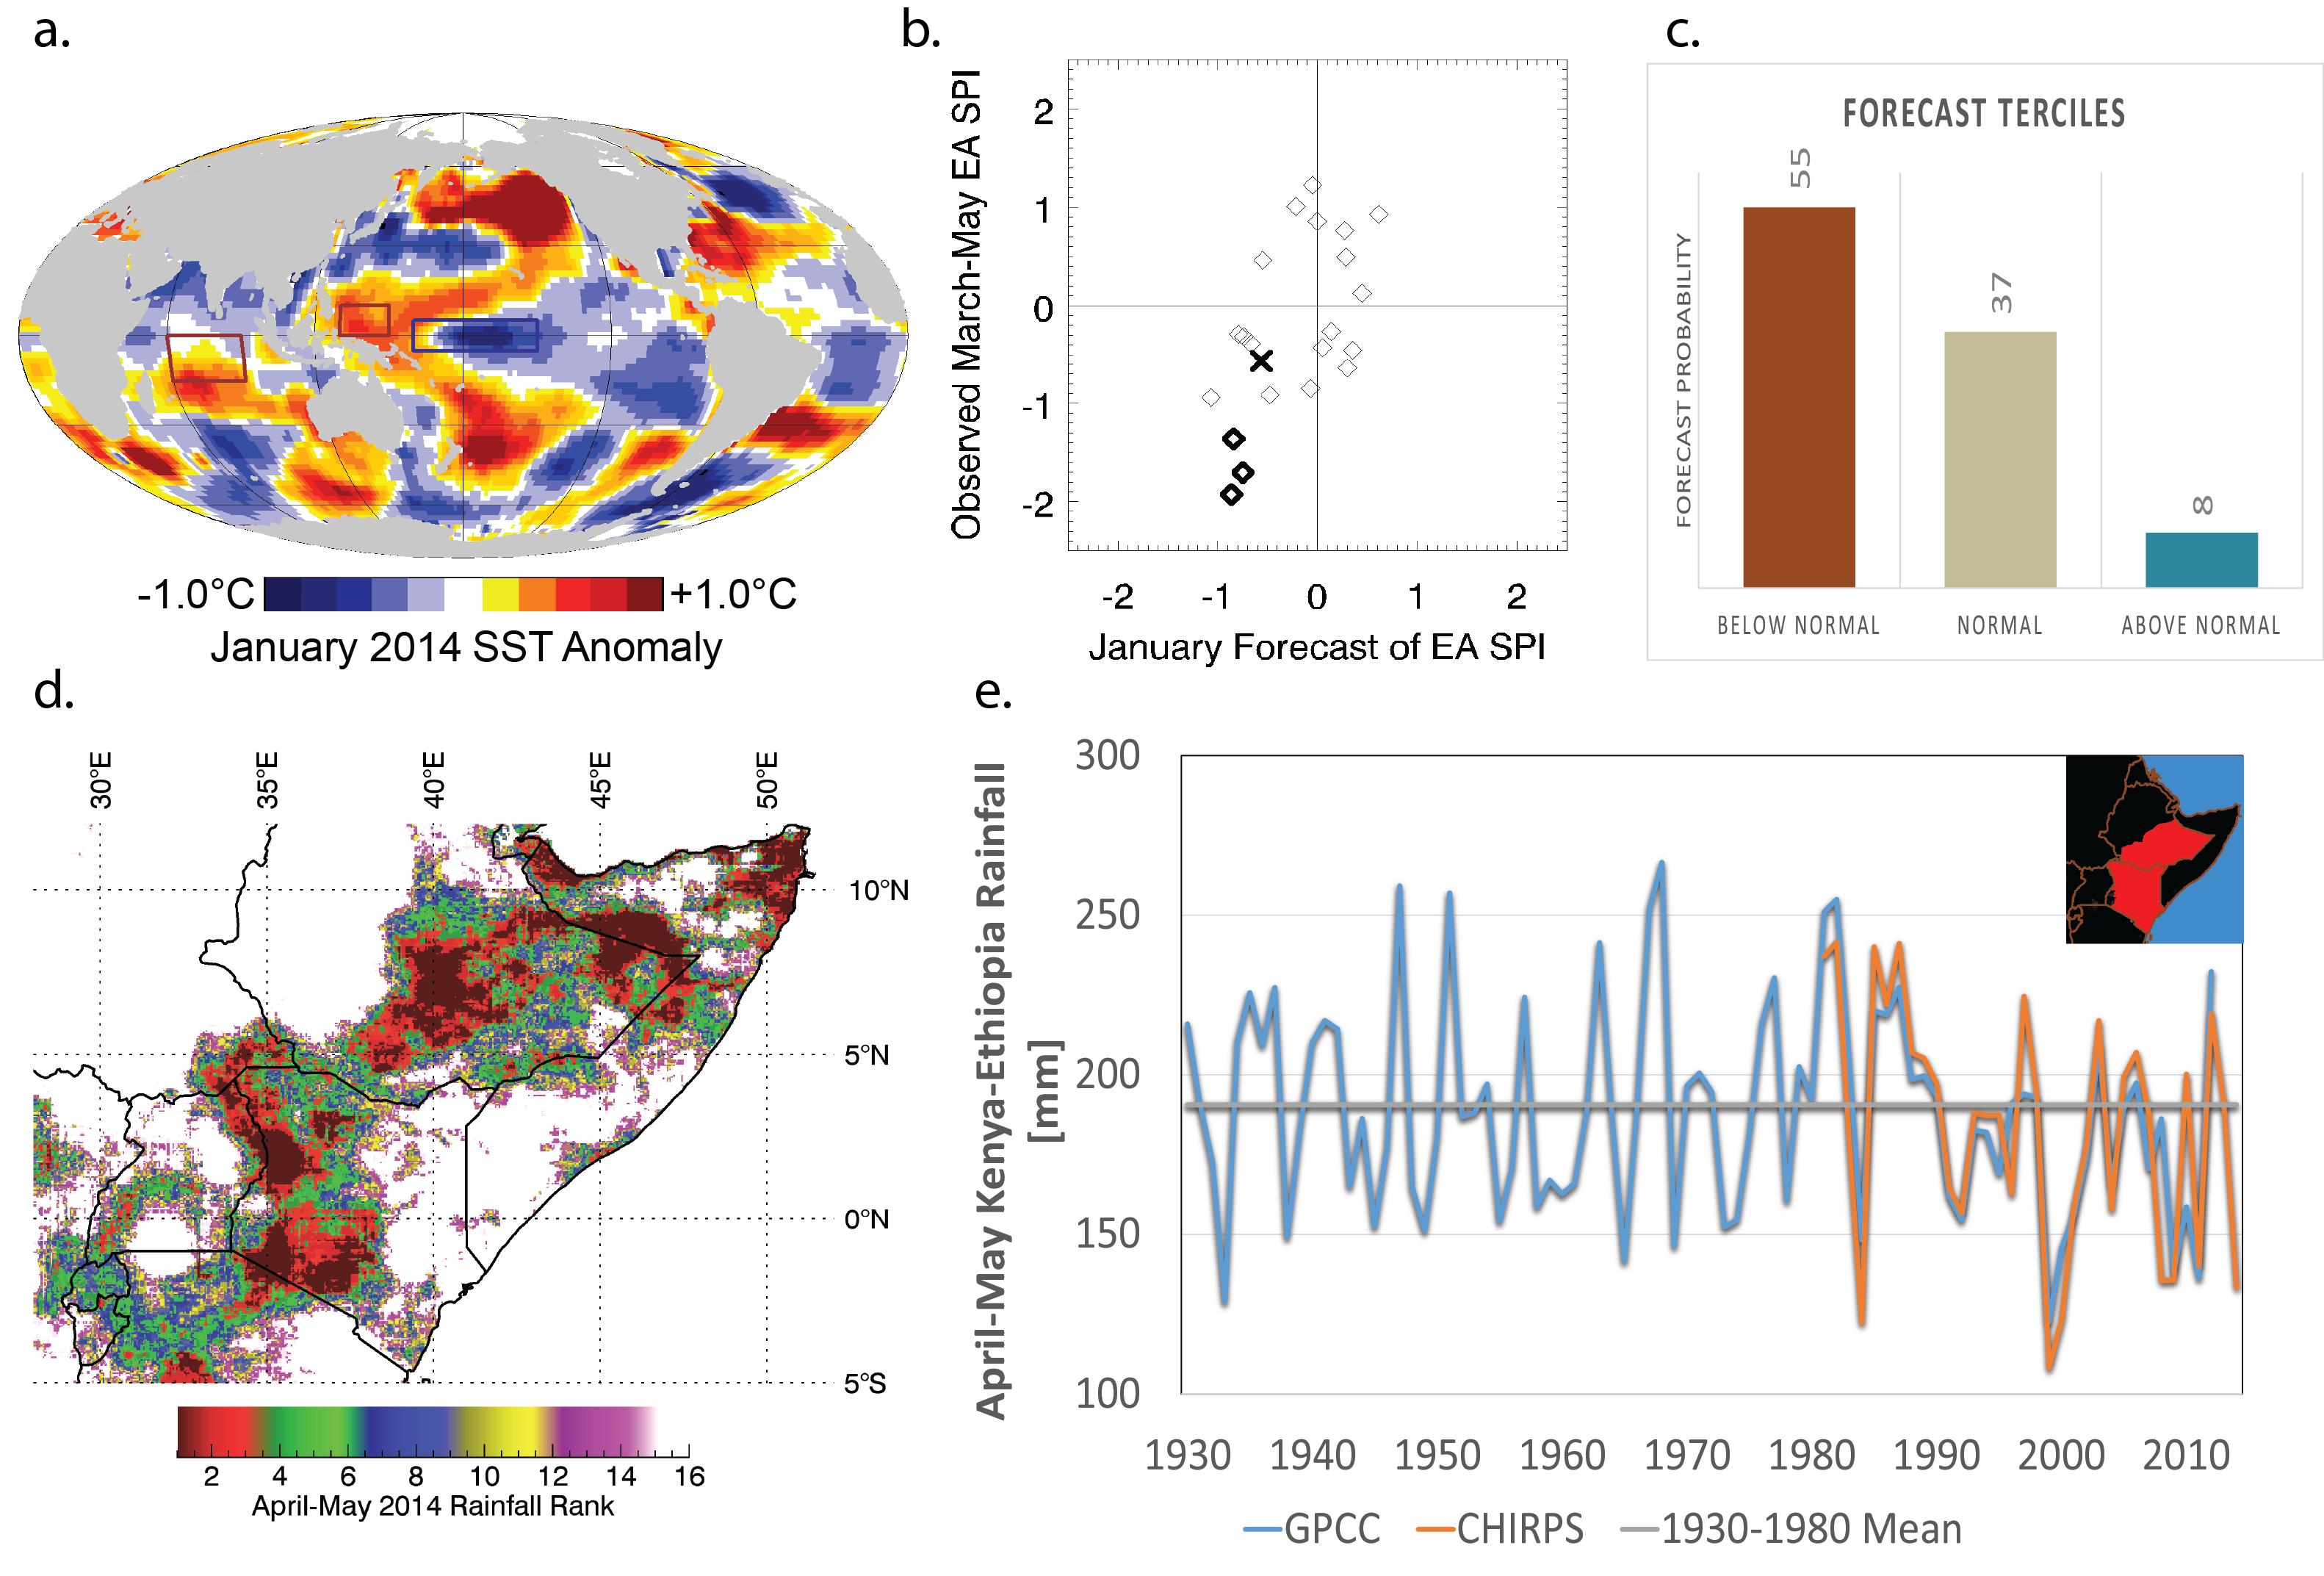 a.
-1.0°C
+1.0°C
January 2014 SST Anomaly
b.
Observed March-May EA SPI
2
1
0
-1
-2
-2 -1 0 1 2
January Forecast of EA SPI
c.
FORECAST TERCILES
FORECAST PROBABILITY
55
37
8
BELOW NORMAL NORMAL ABOVE NORMAL
d.
30°E 35°E 40°E 45°E 50°E
10°N
5°N
0°N
5°S
2 4 6 8 10 12 14 16
April-May 2014 Rainfall Rank
e.
April-May Kenya-Ethiopia Rainfall
[mm]
300
250
200
150
100
1930 1940 1950 1960 1970 1980 1990 2000 2010
GPCC CHIRPS 1930-1980 Mean